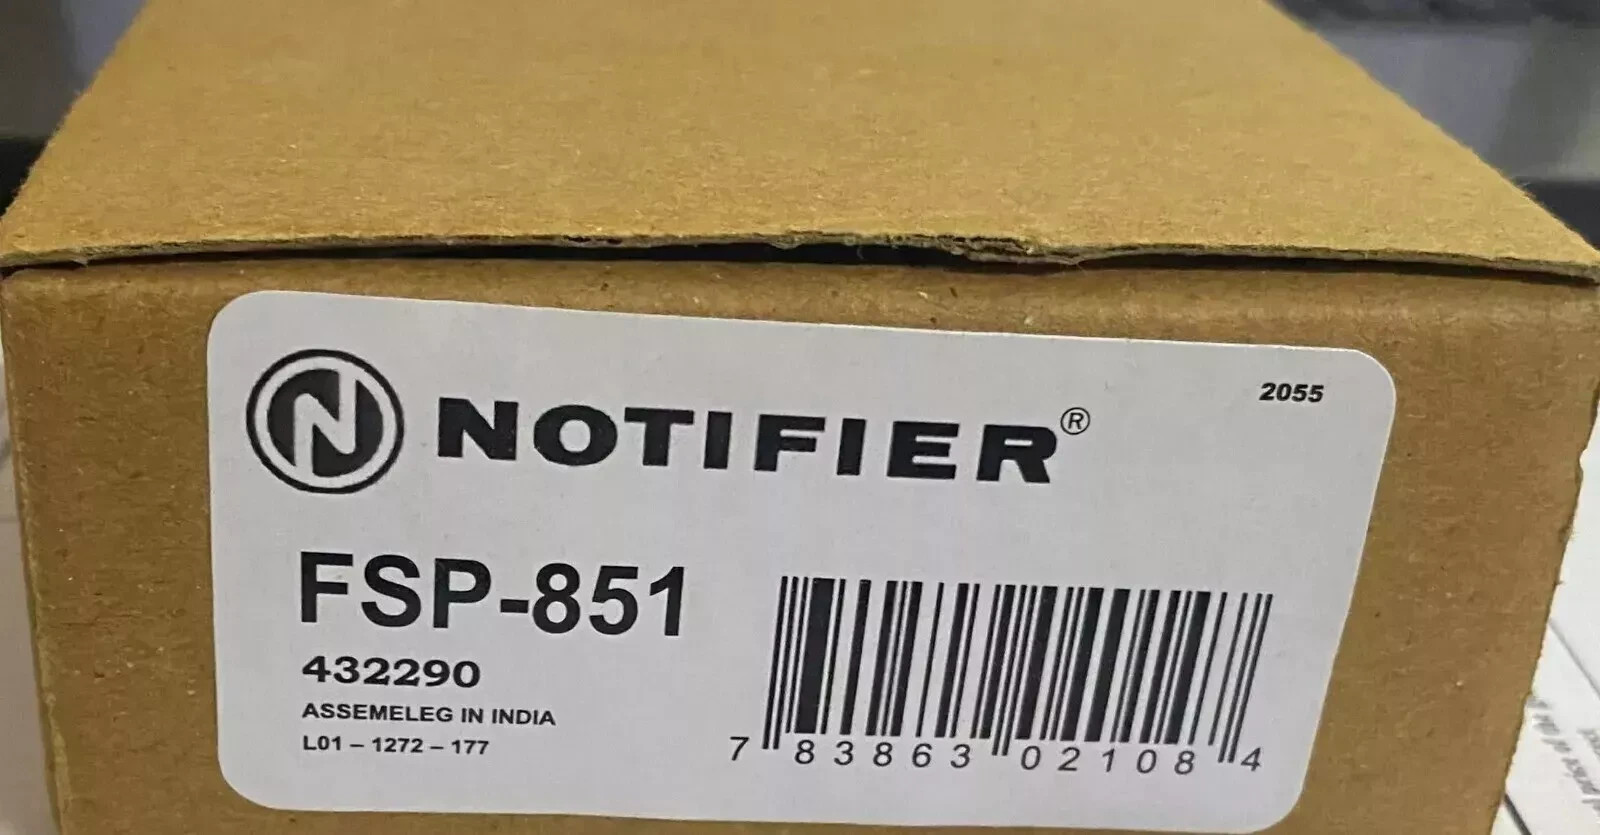 2055
NOTIFIER®
FSP-851
432290
ASSEMELEG IN INDIA
L01 – 1272 – 177
7 83863 02108 4